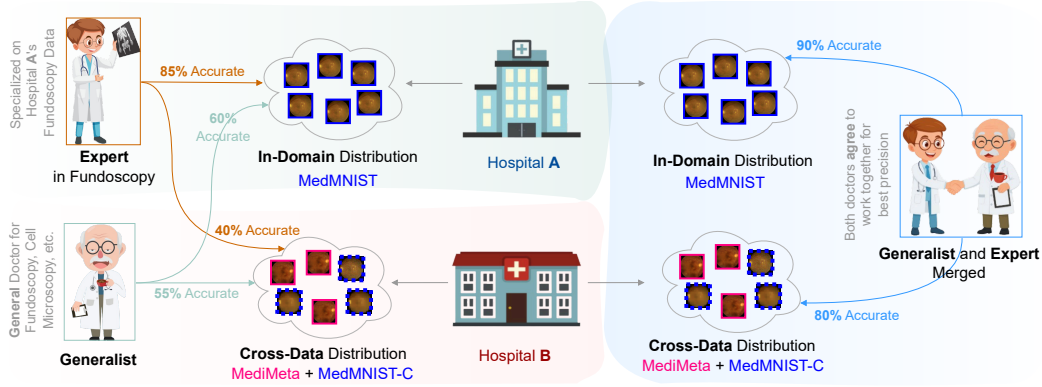 Specialized on
Hospital A's
Fundoscopy Data
Expert
in Fundoscopy
85% Accurate
60%
Accurate
In-Domain Distribution
MedMNIST
Hospital A
In-Domain Distribution
MedMNIST
90% Accurate
Both doctors agree to
work together for
best precision
Generalist and Expert
Merged
General Doctor for
Fundoscopy, Cell
Microscopy, etc.
Generalist
40% Accurate
55% Accurate
Cross-Data Distribution
MediMeta + MedMNIST-C
Hospital B
Cross-Data Distribution
MediMeta + MedMNIST-C
80% Accurate